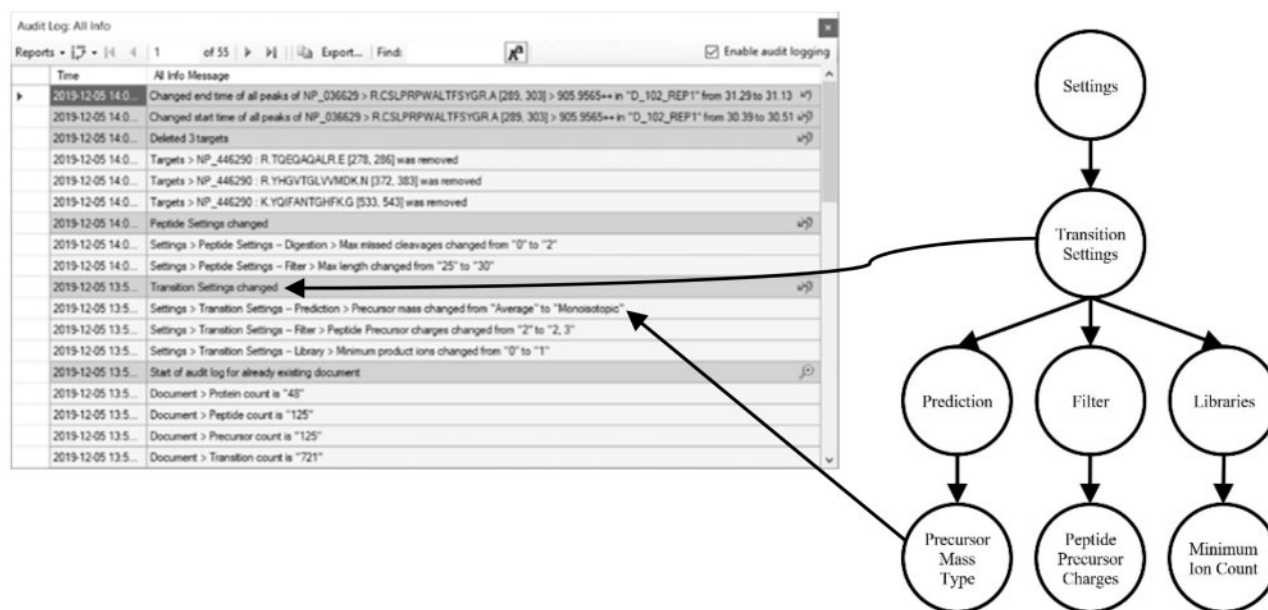 Audit Log: All Info
Reports 1 of 55 Export... Find: Enable audit logging
Time All Info Message
2019-12-05 14:0... Changed end time of all peaks of NP_036629 > R.CSLPRPWALTFSYGR.A [289, 303] > 905.9565++ in "D_102_REP1" from 31.29 to 31.13
2019-12-05 14:0... Changed start time of all peaks of NP_036629 > R.CSLPRPWALTFSYGR.A [289, 303] > 905.9565++ in "D_102_REP1" from 30.39 to 30.51
2019-12-05 14:0... Deleted 3 targets
2019-12-05 14:0... Targets > NP_446290 : R.TQEQAQALR.E [278, 286] was removed
2019-12-05 14:0... Targets > NP_446290 : R.YHGVTGLVVMDK.N [372, 383] was removed
2019-12-05 14:0... Targets > NP_446290 : K.YQIFANTGHFK.G [533, 543] was removed
2019-12-05 14:0... Peptide Settings changed
2019-12-05 14:0... Settings > Peptide Settings – Digestion > Max missed cleavages changed from "0" to "2"
2019-12-05 14:0... Settings > Peptide Settings – Filter > Max length changed from "25" to "30"
2019-12-05 13:5... Transition Settings changed
2019-12-05 13:5... Settings > Transition Settings – Prediction > Precursor mass changed from "Average" to "Monoisotopic"
2019-12-05 13:5... Settings > Transition Settings – Filter > Peptide Precursor charges changed from "2" to "2, 3"
2019-12-05 13:5... Settings > Transition Settings – Library > Minimum product ions changed from "0" to "1"
2019-12-05 13:5... Start of audit log for already existing document
2019-12-05 13:5... Document > Protein count is "48"
2019-12-05 13:5... Document > Peptide count is "125"
2019-12-05 13:5... Document > Precursor count is "125"
2019-12-05 13:5... Document > Transition count is "721"
Settings
Transition
Settings
Prediction
Filter
Libraries
Precursor
Mass
Type
Peptide
Precursor
Charges
Minimum
Ion Count